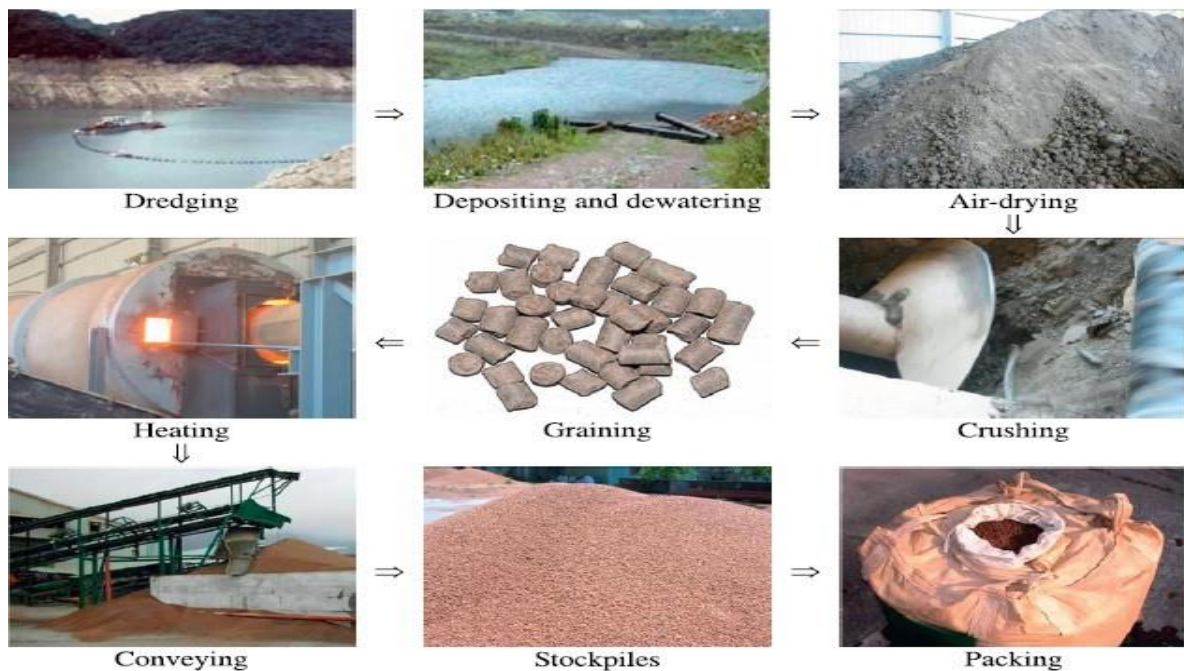 Dredging
Depositing and dewatering
Air-drying
Heating
Graining
Crushing
Conveying
Stockpiles
Packing